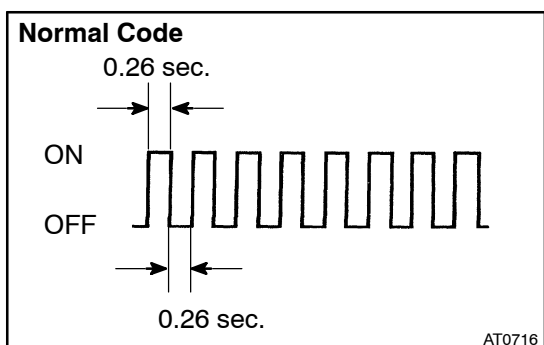 Normal Code
0.26 sec.
ON
OFF
0.26 sec.
AT0716